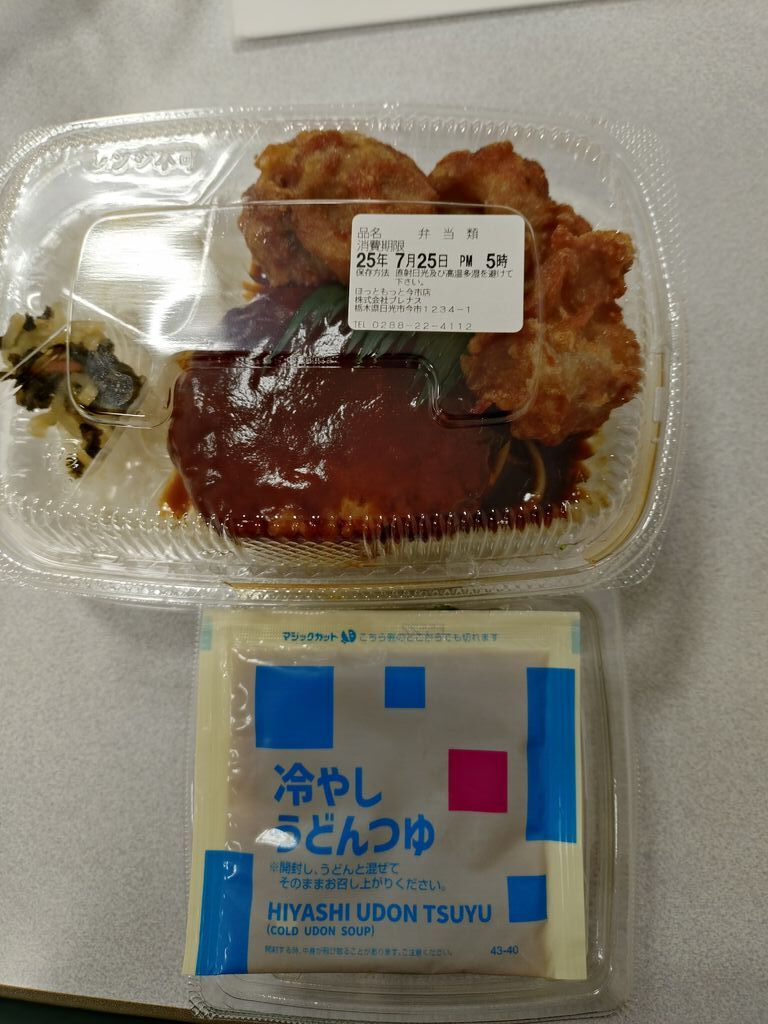 レンジ不可
品名 弁当類
消費期限
25年 7月25日 PM 5時
保存方法 直射日光及び高温多湿を避けて
下さい。
ほっともっと今市店
株式会社プレナス
栃木県日光市今市1234-1
TEL 0288-22-4112
マジックカット こちら側のどこからでも切れます
冷やし
うどんつゆ
※開封し、うどんと混ぜて
そのままお召し上がりください。
HIYASHI UDON TSUYU
(COLD UDON SOUP)
開封する時、中身が飛び散ることがあります。ご注意ください。 43-40